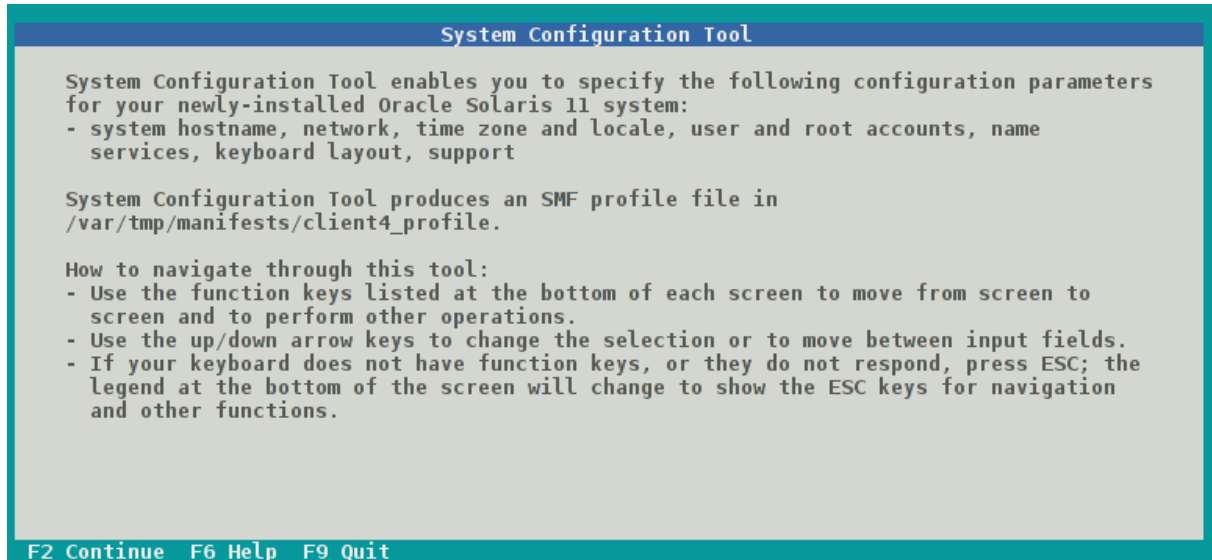 System Configuration Tool
System Configuration Tool enables you to specify the following configuration parameters
for your newly-installed Oracle Solaris 11 system:
- system hostname, network, time zone and locale, user and root accounts, name
services, keyboard layout, support
System Configuration Tool produces an SMF profile file in
/var/tmp/manifests/client4_profile.
How to navigate through this tool:
- Use the function keys listed at the bottom of each screen to move from screen to
screen and to perform other operations.
- Use the up/down arrow keys to change the selection or to move between input fields.
- If your keyboard does not have function keys, or they do not respond, press ESC; the
legend at the bottom of the screen will change to show the ESC keys for navigation
and other functions.
F2 Continue F6 Help F9 Quit